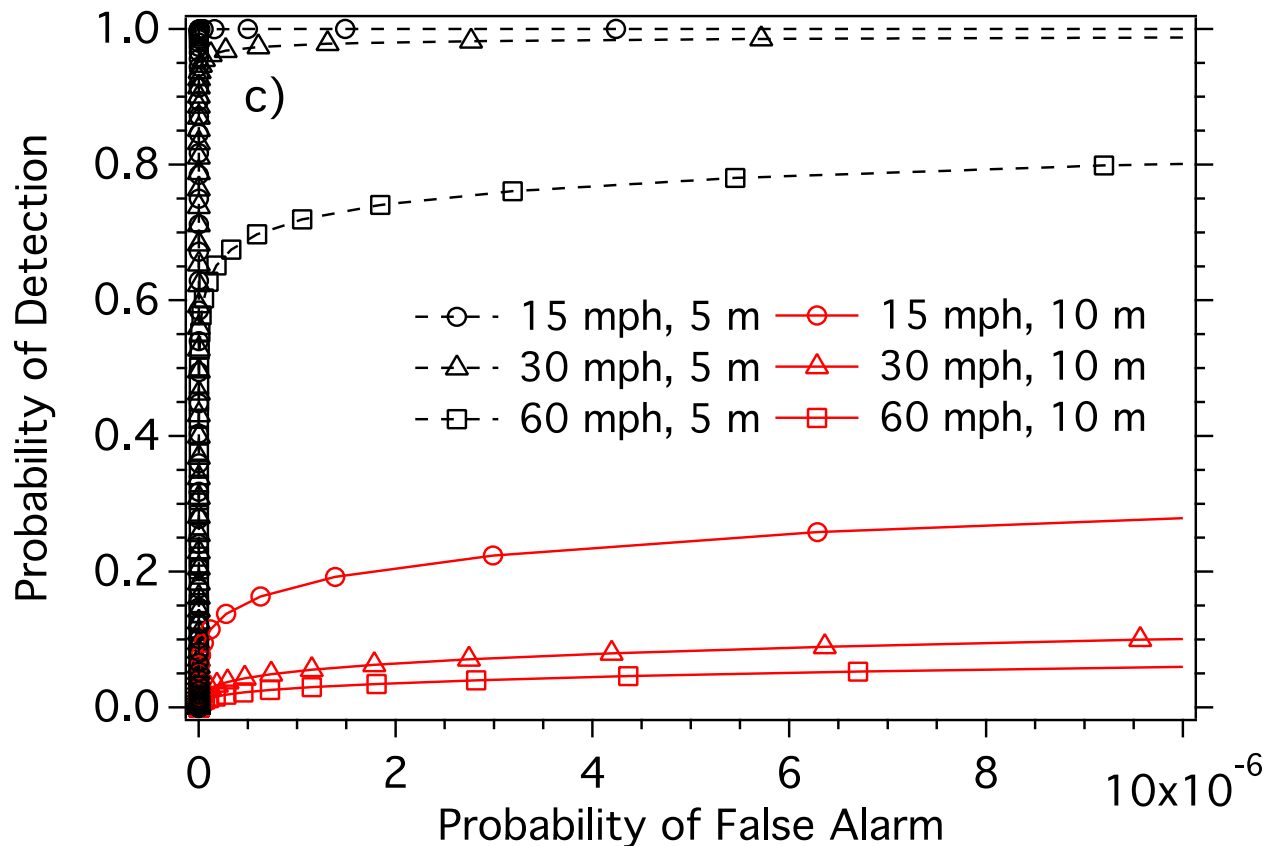 1.0
c)
0.8
0.6
0.4
0.2
0.0
Probability of Detection
15 mph, 5 m
30 mph, 5 m
60 mph, 5 m
15 mph, 10 m
30 mph, 10 m
60 mph, 10 m
0 2 4 6 8 10x10⁻⁶
Probability of False Alarm